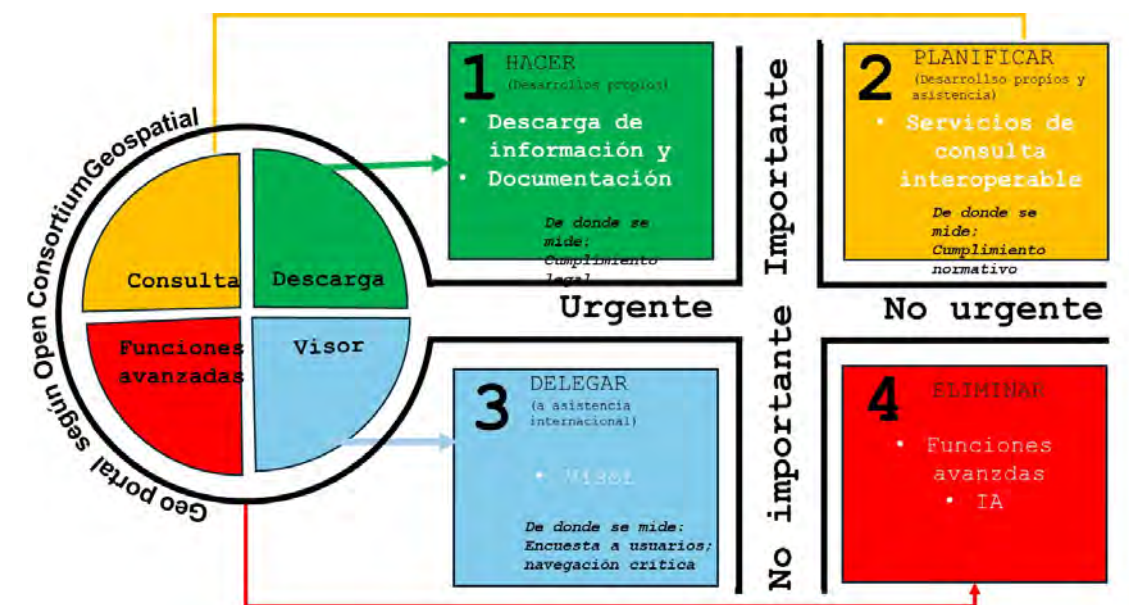 Geo portal según Open ConsortiumGeospatial
Consulta
Descarga
Funciones
avanzadas
Visor
1
HACER
(Desarrollos propios)
• Descarga de
información y
• Documentación
De donde se
mide;
Cumplimiento
legal
Importante
2
PLANIFICAR
(Desarrollso propios y
asistencia)
• Servicios de
consulta
interoperable
De donde se
mide;
Cumplimiento
normativo
Urgente
No urgente
3
DELEGAR
(a asistencia
internacional)
• Visor
De donde se mide:
Encuesta a usuarios;
navegación crítica
No importante
4
ELIMINAR
• Funciones
avanzdas
• IA